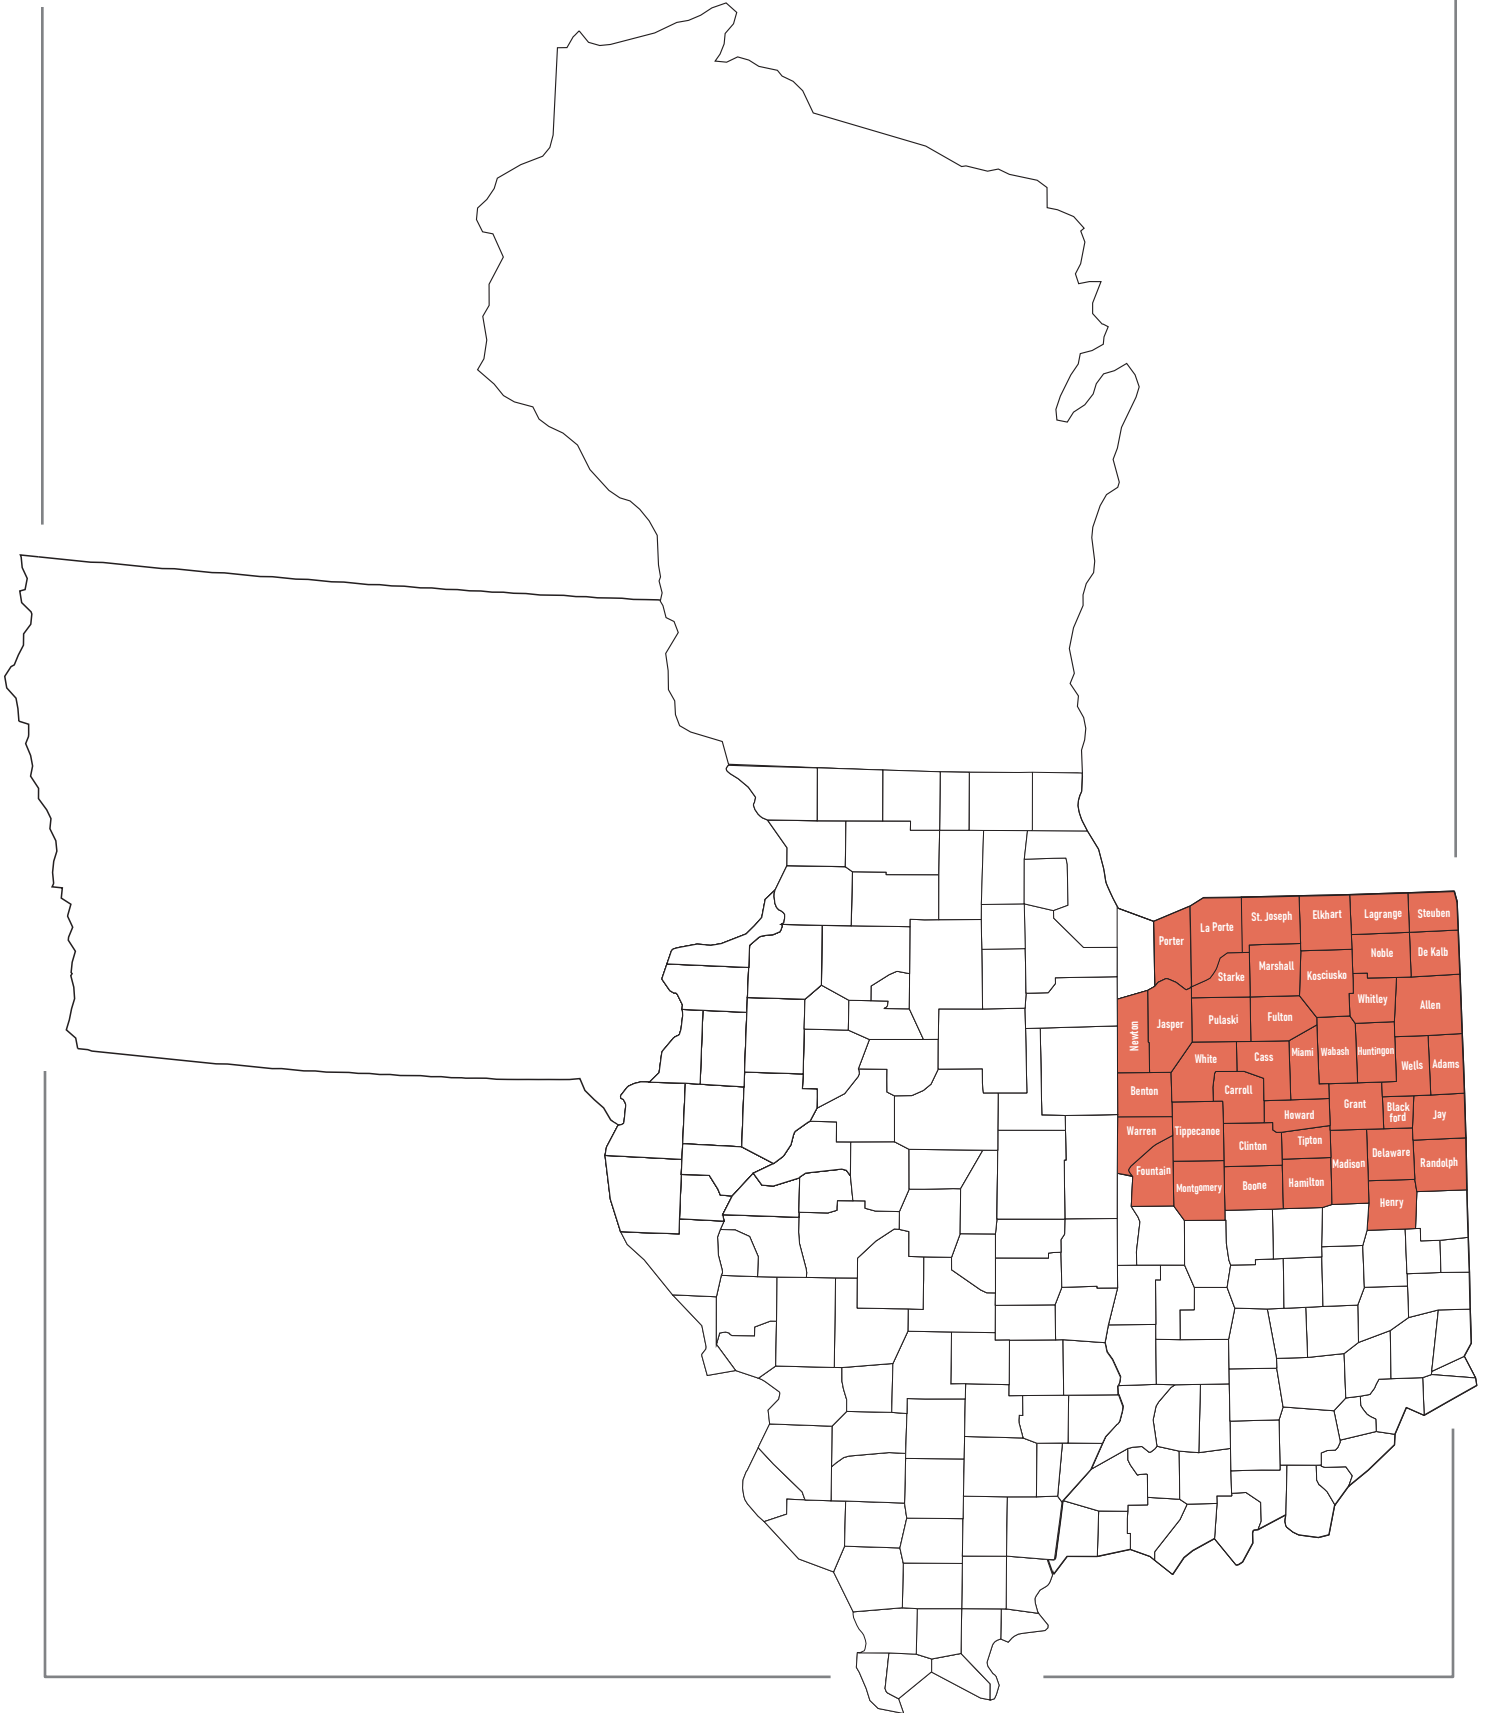 St. Joseph
Elkhart
Lagrange
Steuben
La Porte
Porter
Noble
De Kalb
Marshall
Starke
Kosciusko
Whitley
Allen
Jasper
Pulaski
Fulton
Newton
White
Cass
Miami
Wabash
Huntingon
Wells
Adams
Benton
Carroll
Grant
Black
ford
Jay
Howard
Warren
Tippecanoe
Clinton
Tipton
Madison
Delaware
Randolph
Fountain
Montgomery
Boone
Hamilton
Henry